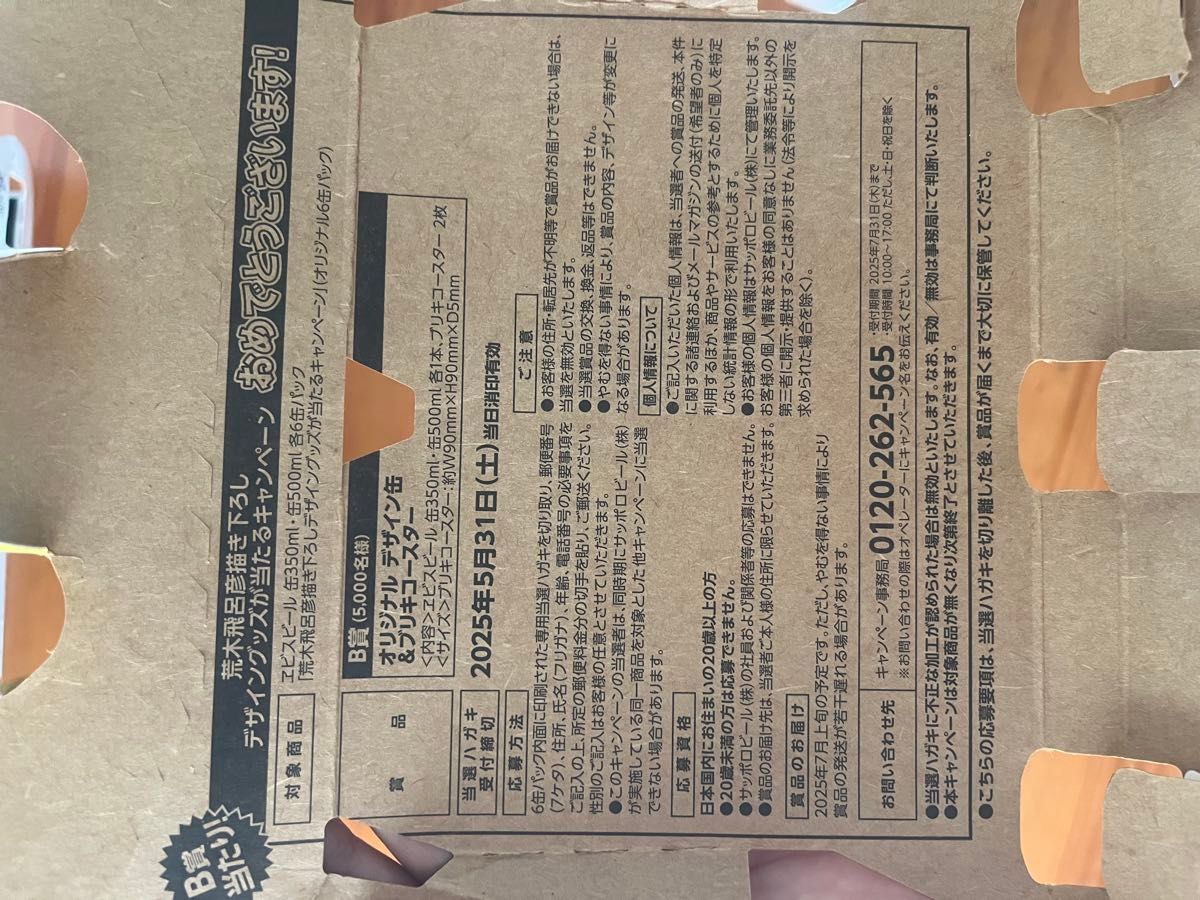 B賞
当たり!
荒木飛呂彦描き下ろし
デザイングッズが当たるキャンペーン おめでとうございます!
対象商品
ヱビスビール 缶350ml・缶500ml 各6缶パック
「荒木飛呂彦描き下ろしデザイングッズが当たるキャンペーン」(オリジナル6缶パック)
賞品
B賞(5,000名様)
オリジナル デザイン缶
&ブリキコースター
<内容>ヱビスビール 缶350ml・缶500ml 各1本、ブリキコースター 2枚
<サイズ>ブリキコースター:約W90mm×H90mm×D5mm
当選ハガキ
受付締切
2025年5月31日(土)当日消印有効
応募方法
6缶パック内面に印刷された専用当選ハガキを切り取り、郵便番号
(7ケタ)、住所、氏名(フリガナ)、年齢、電話番号の必要事項を
ご記入の上、所定の郵便料金分の切手を貼り、ご郵送ください。
性別のご記入はお客様の任意とさせていただきます。
●このキャンペーンの当選者は、同時期にサッポロビール(株)
が実施している同一商品を対象とした他キャンペーンに当選
できない場合があります。
応募資格
日本国内にお住まいの20歳以上の方
●20歳未満の方は応募できません。
●サッポロビール(株)の社員および関係者等の応募はできません。
●賞品のお届け先は、当選者ご本人様の住所に限らせていただきます。
賞品のお届け
2025年7月上旬の予定です。ただし、やむを得ない事情により
賞品の発送が若干遅れる場合があります。
ご注意
●お客様の住所・転居先が不明等で賞品がお届けできない場合は、
当選を無効といたします。
●当選賞品の交換、換金、返品等はできません。
●やむを得ない事情により、賞品の内容、デザイン等が変更に
なる場合があります。
個人情報について
●ご記入いただいた個人情報は、当選者への賞品の発送、本件
に関する諸連絡およびメールマガジンの送付(希望者のみ)に
利用するほか、商品やサービスの参考とするために個人を特定
しない統計情報の形で利用いたします。
●お客様の個人情報はサッポロビール(株)にて管理いたします。
お客様の個人情報をお客様の同意なしに業務委託先以外の
第三者に開示・提供することはありません(法令等により開示を
求められた場合を除く)。
お問い合わせ先
キャンペーン事務局 0120-262-565
・受付期間 2025年7月31日(木)まで
・受付時間 10:00~17:00 ただし土・日・祝日を除く
※お問い合わせの際はオペレーターにキャンペーン名をお伝えください。
●当選ハガキに不正な加工が認められた場合は無効といたします。なお、有効/無効は事務局にて判断いたします。
●本キャンペーンは対象商品が無くなり次第終了とさせていただきます。
●こちらの応募要項は、当選ハガキを切り離した後、賞品が届くまで大切に保管してください。